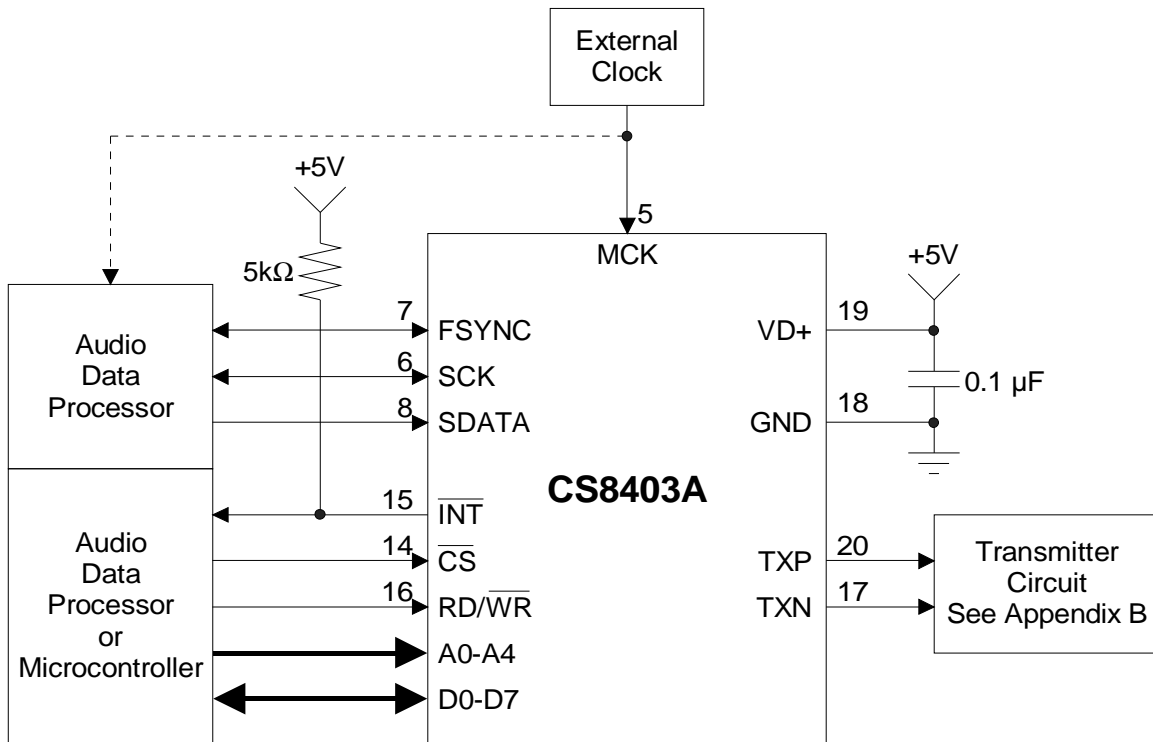 External
Clock
+5V
5
MCK
5kΩ
+5V
19
VD+
7
FSYNC
Audio
Data
Processor
6
SCK
0.1 µF
8
SDATA
18
GND
CS8403A
15
INT
Audio
Data
Processor
or
Microcontroller
14
CS
20
TXP
Transmitter
Circuit
See Appendix B
16
RD/WR
17
TXN
A0-A4
D0-D7